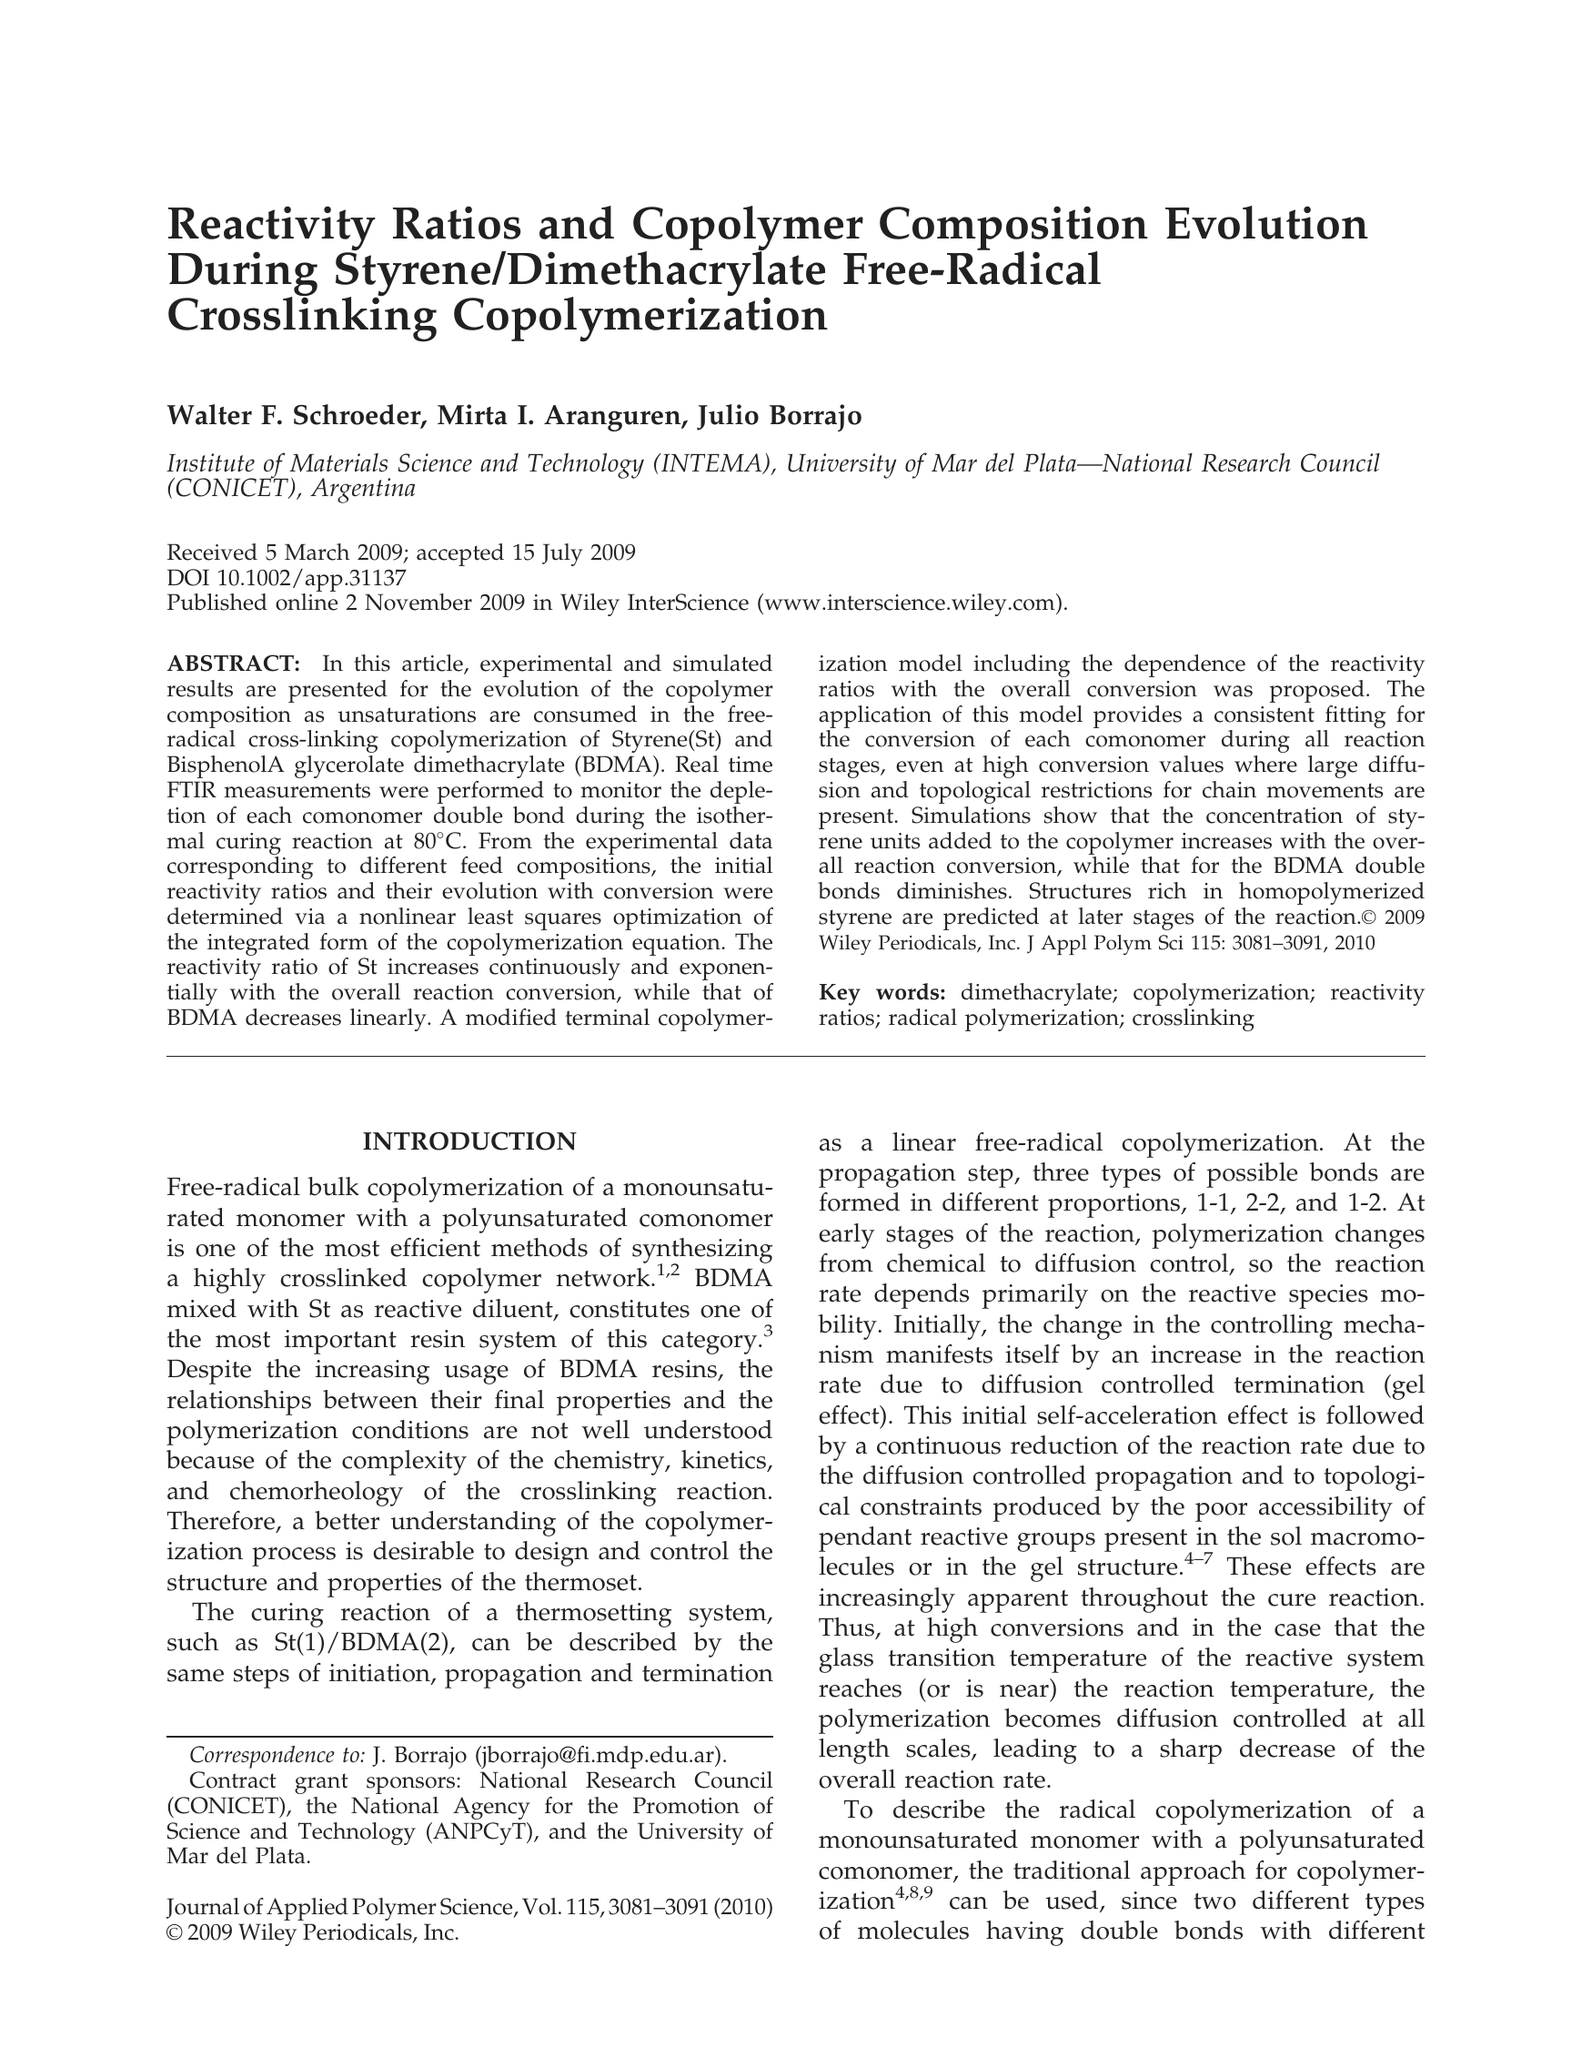 Reactivity Ratios and Copolymer Composition Evolution
During Styrene/Dimethacrylate Free-Radical
Crosslinking Copolymerization
Walter F. Schroeder, Mirta I. Aranguren, Julio Borrajo
Institute of Materials Science and Technology (INTEMA), University of Mar del Plata—National Research Council
(CONICET), Argentina
Received 5 March 2009; accepted 15 July 2009
DOI 10.1002/app.31137
Published online 2 November 2009 in Wiley InterScience (www.interscience.wiley.com).
ABSTRACT: In this article, experimental and simulated
results are presented for the evolution of the copolymer
composition as unsaturations are consumed in the free-
radical cross-linking copolymerization of Styrene(St) and
BisphenolA glycerolate dimethacrylate (BDMA). Real time
FTIR measurements were performed to monitor the deple-
tion of each comonomer double bond during the isother-
mal curing reaction at 80°C. From the experimental data
corresponding to different feed compositions, the initial
reactivity ratios and their evolution with conversion were
determined via a nonlinear least squares optimization of
the integrated form of the copolymerization equation. The
reactivity ratio of St increases continuously and exponen-
tially with the overall reaction conversion, while that of
BDMA decreases linearly. A modified terminal copolymer-
ization model including the dependence of the reactivity
ratios with the overall conversion was proposed. The
application of this model provides a consistent fitting for
the conversion of each comonomer during all reaction
stages, even at high conversion values where large diffu-
sion and topological restrictions for chain movements are
present. Simulations show that the concentration of sty-
rene units added to the copolymer increases with the over-
all reaction conversion, while that for the BDMA double
bonds diminishes. Structures rich in homopolymerized
styrene are predicted at later stages of the reaction.© 2009
Wiley Periodicals, Inc. J Appl Polym Sci 115: 3081–3091, 2010
Key words: dimethacrylate; copolymerization; reactivity
ratios; radical polymerization; crosslinking
INTRODUCTION
Free-radical bulk copolymerization of a monounsatu-
rated monomer with a polyunsaturated comonomer
is one of the most efficient methods of synthesizing
a highly crosslinked copolymer network.1,2 BDMA
mixed with St as reactive diluent, constitutes one of
the most important resin system of this category.3
Despite the increasing usage of BDMA resins, the
relationships between their final properties and the
polymerization conditions are not well understood
because of the complexity of the chemistry, kinetics,
and chemorheology of the crosslinking reaction.
Therefore, a better understanding of the copolymer-
ization process is desirable to design and control the
structure and properties of the thermoset.
The curing reaction of a thermosetting system,
such as St(1)/BDMA(2), can be described by the
same steps of initiation, propagation and termination
Correspondence to: J. Borrajo (jborrajo@fi.mdp.edu.ar).
Contract grant sponsors: National Research Council
(CONICET), the National Agency for the Promotion of
Science and Technology (ANPCyT), and the University of
Mar del Plata.
Journal of Applied Polymer Science, Vol. 115, 3081–3091 (2010)
© 2009 Wiley Periodicals, Inc.
as a linear free-radical copolymerization. At the
propagation step, three types of possible bonds are
formed in different proportions, 1-1, 2-2, and 1-2. At
early stages of the reaction, polymerization changes
from chemical to diffusion control, so the reaction
rate depends primarily on the reactive species mo-
bility. Initially, the change in the controlling mecha-
nism manifests itself by an increase in the reaction
rate due to diffusion controlled termination (gel
effect). This initial self-acceleration effect is followed
by a continuous reduction of the reaction rate due to
the diffusion controlled propagation and to topologi-
cal constraints produced by the poor accessibility of
pendant reactive groups present in the sol macromo-
lecules or in the gel structure.4–7 These effects are
increasingly apparent throughout the cure reaction.
Thus, at high conversions and in the case that the
glass transition temperature of the reactive system
reaches (or is near) the reaction temperature, the
polymerization becomes diffusion controlled at all
length scales, leading to a sharp decrease of the
overall reaction rate.
To describe the radical copolymerization of a
monounsaturated monomer with a polyunsaturated
comonomer, the traditional approach for copolymer-
ization4,8,9 can be used, since two different types
of molecules having double bonds with different